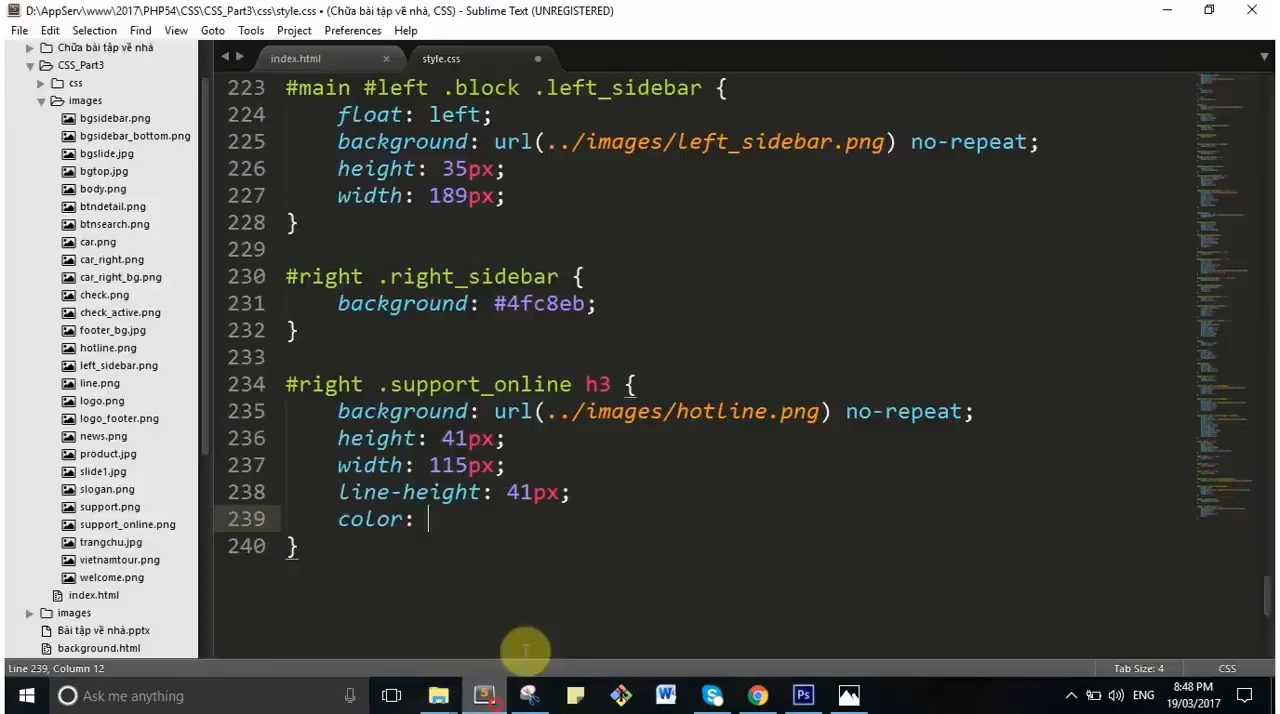 D:\AppServ\www\2017\PHP54\CSS\CSS_Part3\css\style.css • (Chữa bài tập về nhà, CSS) - Sublime Text (UNREGISTERED)
File Edit Selection Find View Goto Tools Project Preferences Help
Chữa bài tập về nhà
CSS_Part3
css
images
bgsidebar.png
bgsidebar_bottom.png
bgslide.jpg
bgtop.jpg
body.png
btndetail.png
btnsearch.png
car.png
car_right.png
car_right_bg.png
check.png
check_active.png
footer_bg.jpg
hotline.png
left_sidebar.png
line.png
logo.png
logo_footer.png
news.png
product.jpg
slide1.jpg
slogan.png
support.png
support_online.png
trangchu.jpg
vietnamtour.png
welcome.png
index.html
images
Bài tập về nhà.pptx
background.html
index.html × style.css
223 #main #left .block .left_sidebar {
224 float: left;
225 background: url(../images/left_sidebar.png) no-repeat;
226 height: 35px;
227 width: 189px;
228 }
229
230 #right .right_sidebar {
231 background: #4fc8eb;
232 }
233
234 #right .support_online h3 {
235 background: url(../images/hotline.png) no-repeat;
236 height: 41px;
237 width: 115px;
238 line-height: 41px;
239 color:
240 }
Line 239, Column 12 Tab Size: 4 CSS
Ask me anything
ENG
8:48 PM
19/03/2017